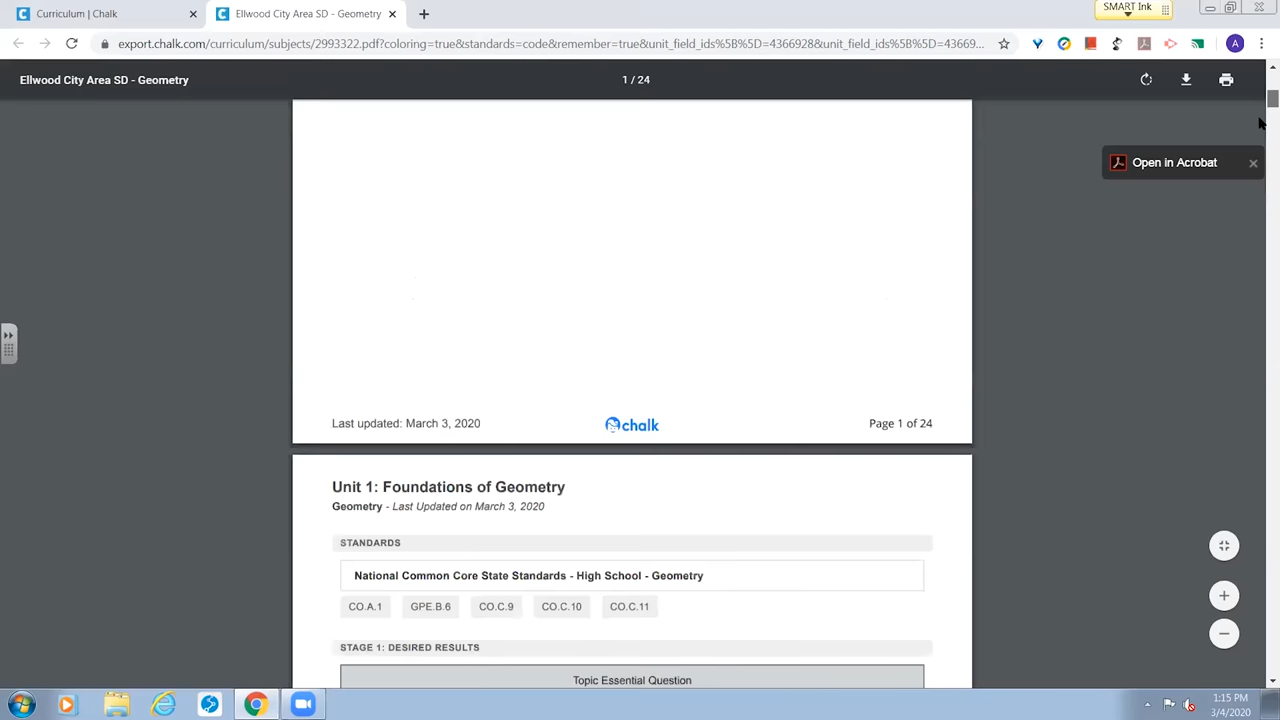 Curriculum | Chalk
Ellwood City Area SD - Geometry
SMART Ink
export.chalk.com/curriculum/subjects/2993322.pdf?landing=true&standards=code&remember=true&unit_field_ids%5B%5D=4366928&unit_field_ids%5B%5D=43669...
A
Ellwood City Area SD - Geometry
1 / 24
Open in Acrobat
Last updated: March 3, 2020
chalk
Page 1 of 24
Unit 1: Foundations of Geometry
Geometry - Last Updated on March 3, 2020
STANDARDS
National Common Core State Standards - High School - Geometry
CO.A.1 GPE.B.6 CO.C.9 CO.C.10 CO.C.11
STAGE 1: DESIRED RESULTS
Topic Essential Question
1:15 PM
3/4/2020